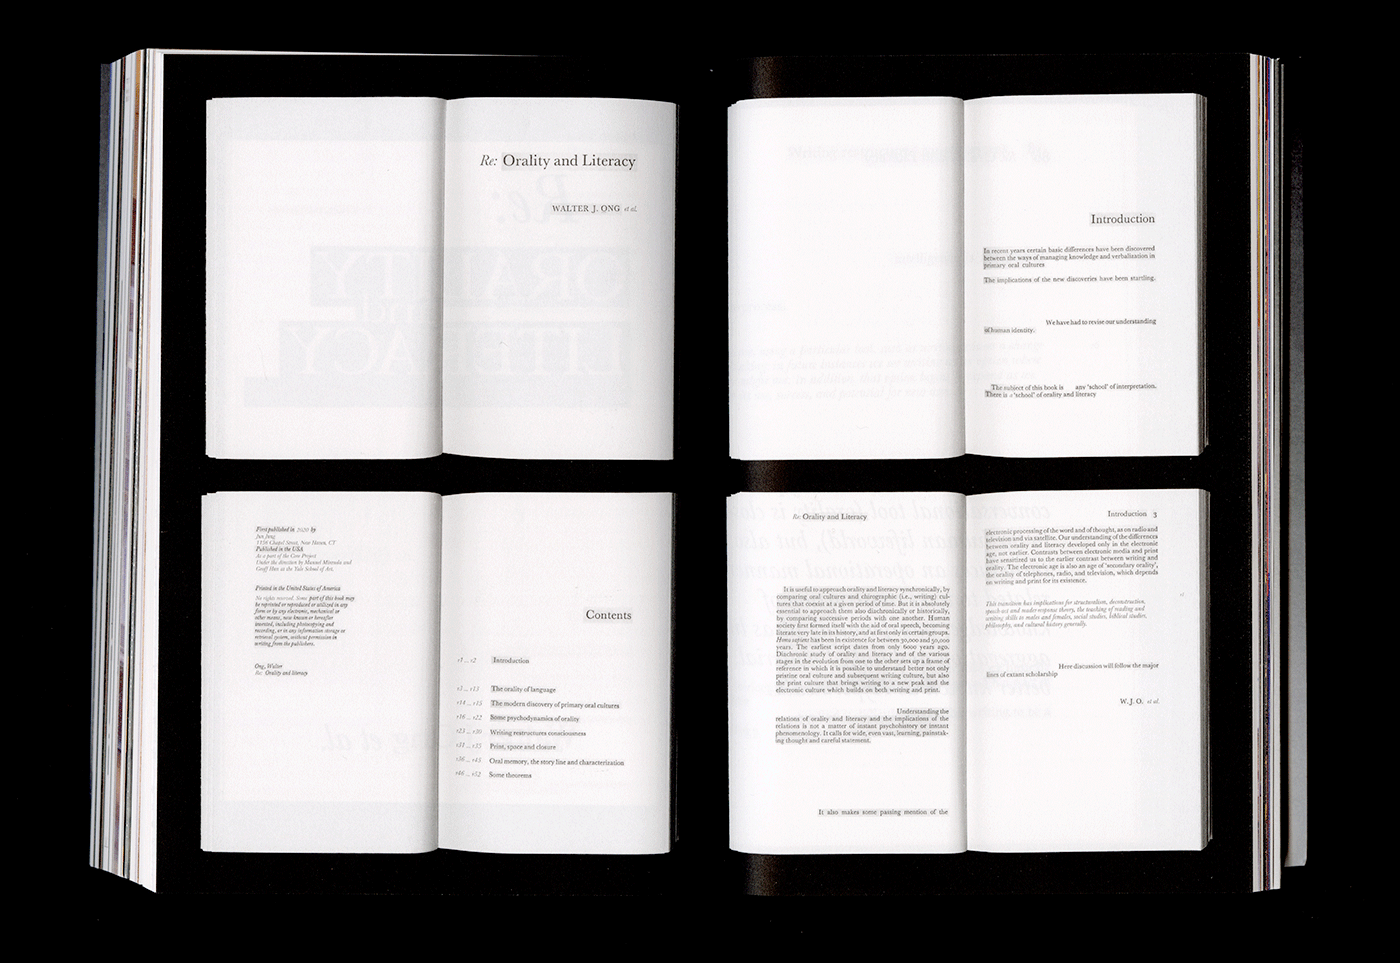 Re: Orality and Literacy
WALTER J. ONG et al.
Introduction
In recent years certain basic differences have been discovered
between the ways of managing knowledge and verbalization in
primary oral cultures
The implications of the new discoveries have been startling.
We have had to revise our understanding
of human identity.
The subject of this book is any 'school' of interpretation.
There is a 'school' of orality and literacy
First published in 2020 by
Jun Jung
1156 Chapel Street, New Haven, CT
Published in the USA
As a part of the Core Project
Under the direction by Manuel Miranda and
Geoff Han at the Yale School of Art.
Printed in the United States of America
No rights reserved. Some part of this book may
be reprinted or reproduced or utilized in any
form or by any electronic, mechanical or
other means, now known or hereafter
invented, including photocopying and
recording, or in any information storage or
retrieval system, without permission in
writing from the publishers.
Ong, Walter
Re: Orality and literacy
Contents
r1 ... r2 Introduction
r3 ... r13 The orality of language
r14 ... r15 The modern discovery of primary oral cultures
r16 ... r22 Some psychodynamics of orality
r23 ... r30 Writing restructures consciousness
r31 ... r35 Print, space and closure
r36 ... r45 Oral memory, the story line and characterization
r46 ... r52 Some theorems
Re: Orality and Literacy
It is useful to approach orality and literacy synchronically, by
comparing oral cultures and chirographic (i.e., writing) cul-
tures that coexist at a given period of time. But it is absolutely
essential to approach them also diachronically or historically,
by comparing successive periods with one another. Human
society first formed itself with the aid of oral speech, becoming
literate very late in its history, and at first only in certain groups.
Homo sapiens has been in existence for between 30,000 and 50,000
years. The earliest script dates from only 6000 years ago.
Diachronic study of orality and literacy and of the various
stages in the evolution from one to the other sets up a frame of
reference in which it is possible to understand better not only
pristine oral culture and subsequent writing culture, but also
the print culture that brings writing to a new peak and the
electronic culture which builds on both writing and print.
Understanding the
relations of orality and literacy and the implications of the
relations is not a matter of instant psychohistory or instant
phenomenology. It calls for wide, even vast, learning, painstak-
ing thought and careful statement.
It also makes some passing mention of the
Introduction 3
electronic processing of the word and of thought, as on radio and
television and via satellite. Our understanding of the differences
between orality and literacy developed only in the electronic
age, not earlier. Contrasts between electronic media and print
have sensitized us to the earlier contrast between writing and
orality. The electronic age is also an age of 'secondary orality',
the orality of telephones, radio, and television, which depends
on writing and print for its existence.
This transition has implications for structuralism, deconstruction,
speech-act and reader-response theory, the teaching of reading and
writing skills to males and females, social studies, biblical studies,
philosophy, and cultural history generally.
Here discussion will follow the major
lines of extant scholarship
W.J.O. et al.